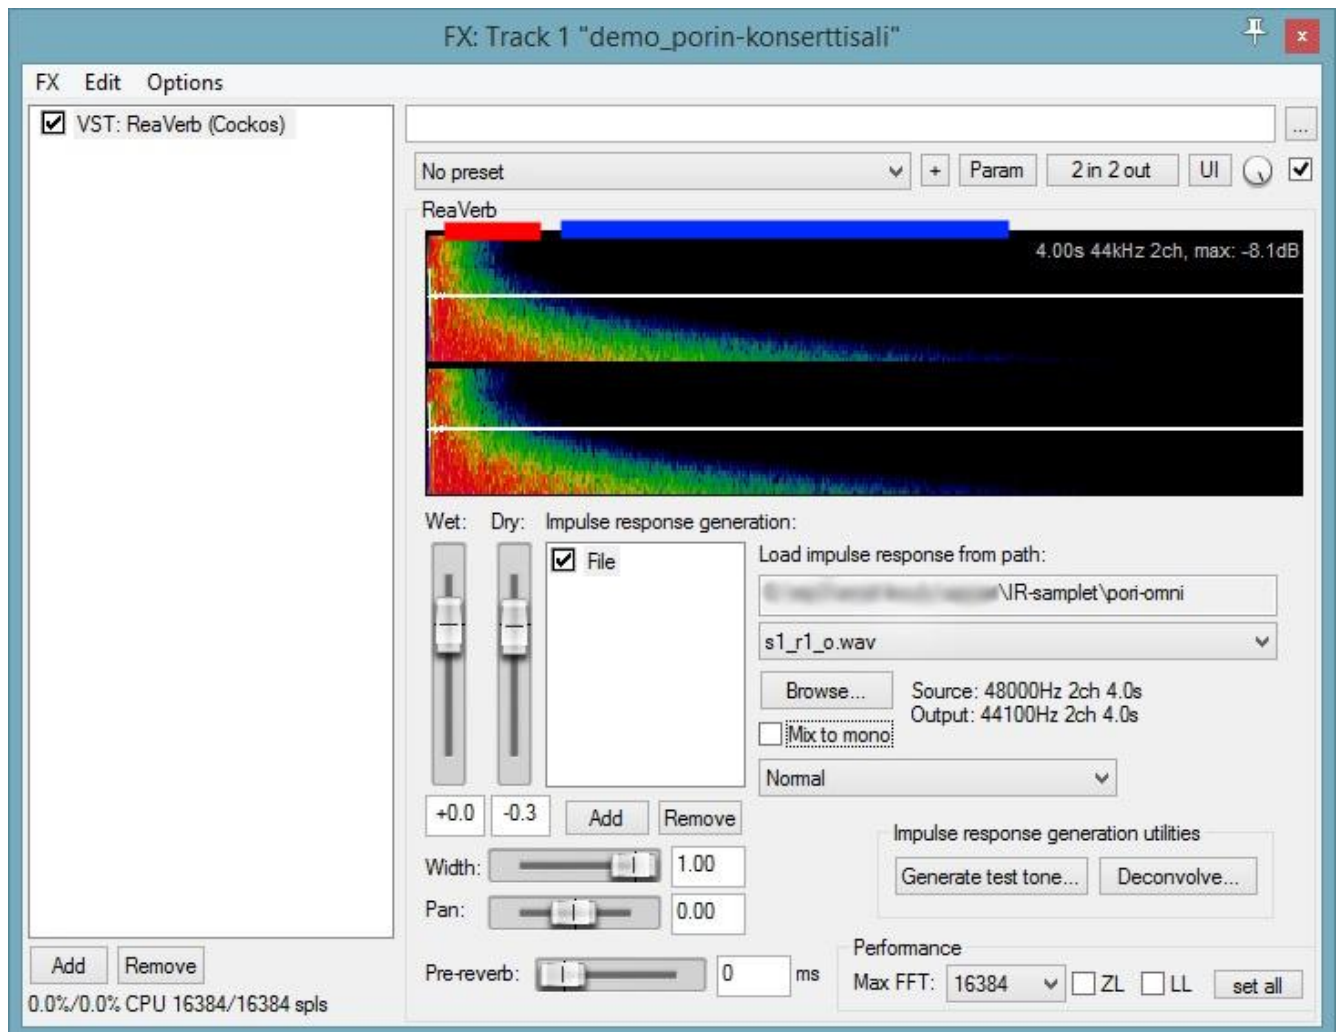 FX: Track 1 "demo_porin-konserttisali"
x
FX Edit Options
VST: ReaVerb (Cockos)
...
No preset
+
Param
2 in 2 out
UI
ReaVerb
4.00s 44kHz 2ch, max: -8.1dB
Wet: Dry: Impulse response generation:
File
Load impulse response from path:
\IR-samplet\pori-omni
s1_r1_o.wav
Browse...
Source: 48000Hz 2ch 4.0s
Output: 44100Hz 2ch 4.0s
Mix to mono
Normal
+0.0 -0.3 Add Remove
Impulse response generation utilities
Width: 1.00
Generate test tone... Deconvolve...
Pan: 0.00
Add Remove
Pre-reverb: 0 ms
Performance
Max FFT: 16384 ZL LL set all
0.0%/0.0% CPU 16384/16384 spls